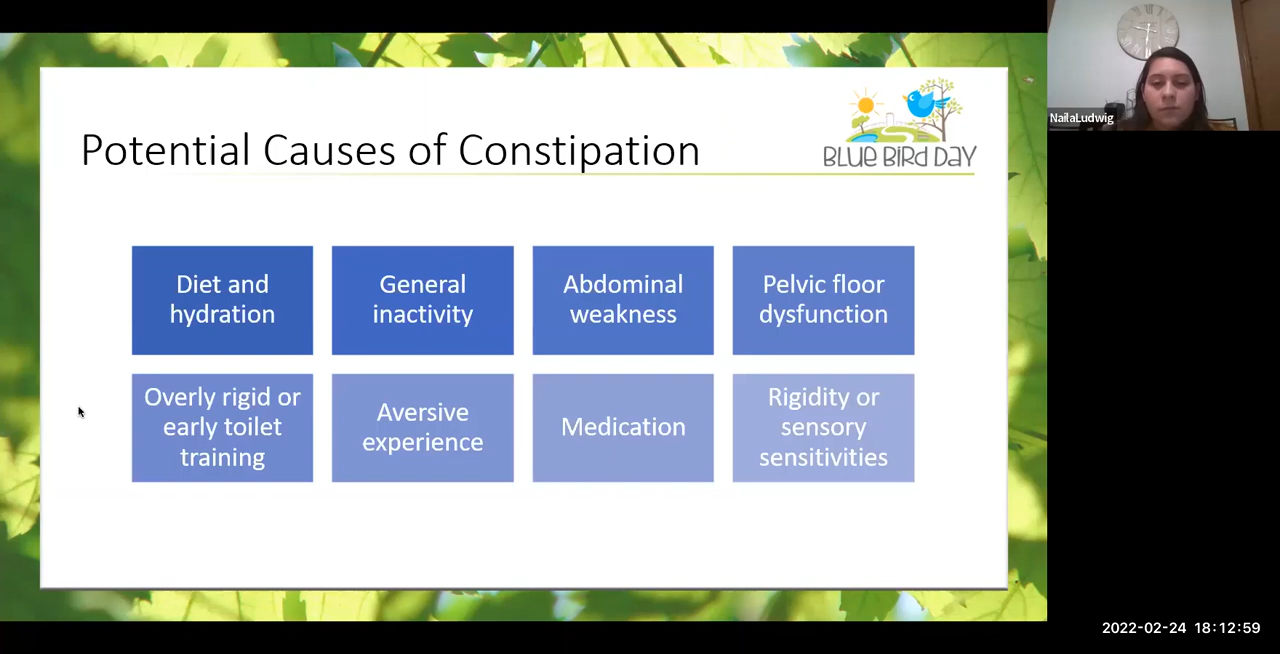 NailaLudwig
BLUE BIRD DAY
Potential Causes of Constipation
Diet and
hydration
General
inactivity
Abdominal
weakness
Pelvic floor
dysfunction
Overly rigid or
early toilet
training
Aversive
experience
Medication
Rigidity or
sensory
sensitivities
2022-02-24 18:12:59